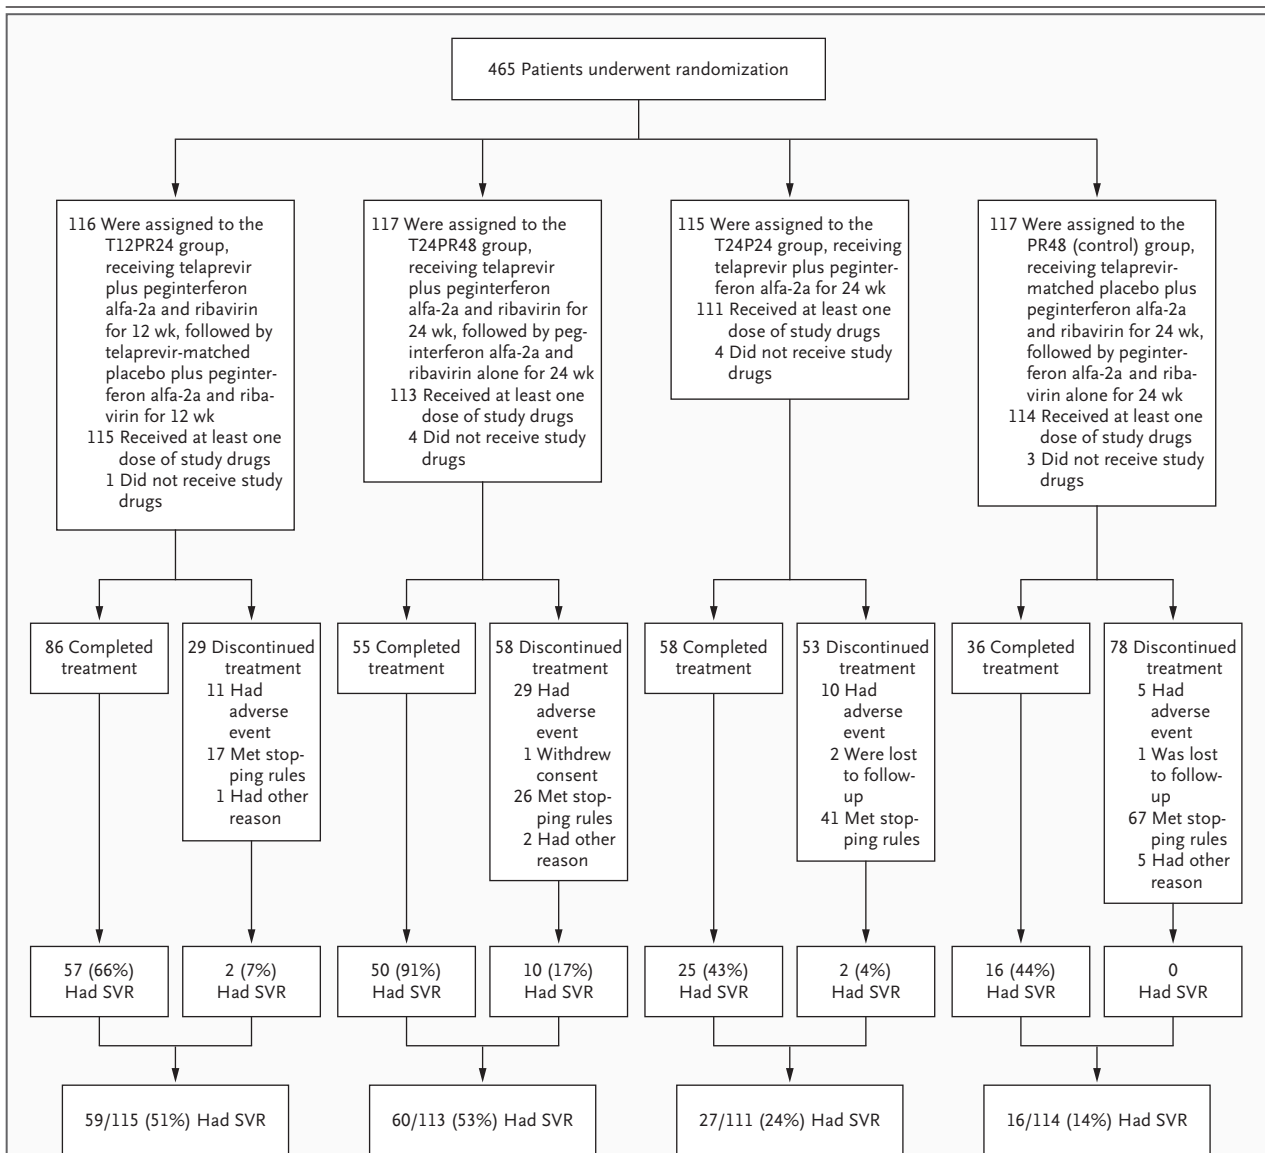 465 Patients underwent randomization
116 Were assigned to the
T12PR24 group,
receiving telaprevir
plus peginterferon
alfa-2a and ribavirin
for 12 wk, followed by
telaprevir-matched
placebo plus peginter-
feron alfa-2a and riba-
virin for 12 wk
115 Received at least one
dose of study drugs
1 Did not receive study
drugs
117 Were assigned to the
T24PR48 group,
receiving telaprevir
plus peginterferon
alfa-2a and ribavirin for
24 wk, followed by peg-
interferon alfa-2a and
ribavirin alone for 24 wk
113 Received at least one
dose of study drugs
4 Did not receive study
drugs
115 Were assigned to the
T24P24 group, receiving
telaprevir plus peginter-
feron alfa-2a for 24 wk
111 Received at least one
dose of study drugs
4 Did not receive study
drugs
117 Were assigned to the
PR48 (control) group,
receiving telaprevir-
matched placebo plus
peginterferon alfa-2a
and ribavirin for 24 wk,
followed by peginter-
feron alfa-2a and riba-
virin alone for 24 wk
114 Received at least one
dose of study drugs
3 Did not receive study
drugs
86 Completed
treatment
29 Discontinued
treatment
11 Had
adverse
event
17 Met stop-
ping rules
1 Had other
reason
55 Completed
treatment
58 Discontinued
treatment
29 Had
adverse
event
1 Withdrew
consent
26 Met stop-
ping rules
2 Had other
reason
58 Completed
treatment
53 Discontinued
treatment
10 Had
adverse
event
2 Were lost
to follow-
up
41 Met stop-
ping rules
36 Completed
treatment
78 Discontinued
treatment
5 Had
adverse
event
1 Was lost
to follow-
up
67 Met stop-
ping rules
5 Had other
reason
57 (66%)
Had SVR
2 (7%)
Had SVR
50 (91%)
Had SVR
10 (17%)
Had SVR
25 (43%)
Had SVR
2 (4%)
Had SVR
16 (44%)
Had SVR
0
Had SVR
59/115 (51%) Had SVR
60/113 (53%) Had SVR
27/111 (24%) Had SVR
16/114 (14%) Had SVR